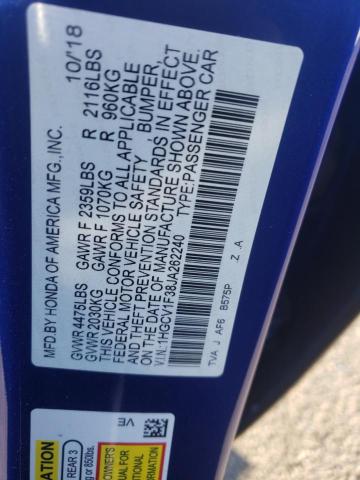 MFD.BY HONDA OF AMERICA MFG.,INC. 10/'18
GVWR 4475LBS GAWR F 2359LBS R 2116LBS
GVWR 2030KG GAWR F 1070KG R 960KG
THIS VEHICLE CONFORMS TO ALL APPLICABLE
FEDERAL MOTOR VEHICLE SAFETY, BUMPER,
AND THEFT PREVENTION STANDARDS IN EFFECT
ON THE DATE OF MANUFACTURE SHOWN ABOVE.
V.I.N.:1HGCV1F38JA262240 TYPE:PASSENGER CAR
TVA J AF6 B575P Z .A
VE
REAR 3
or 850lbs.